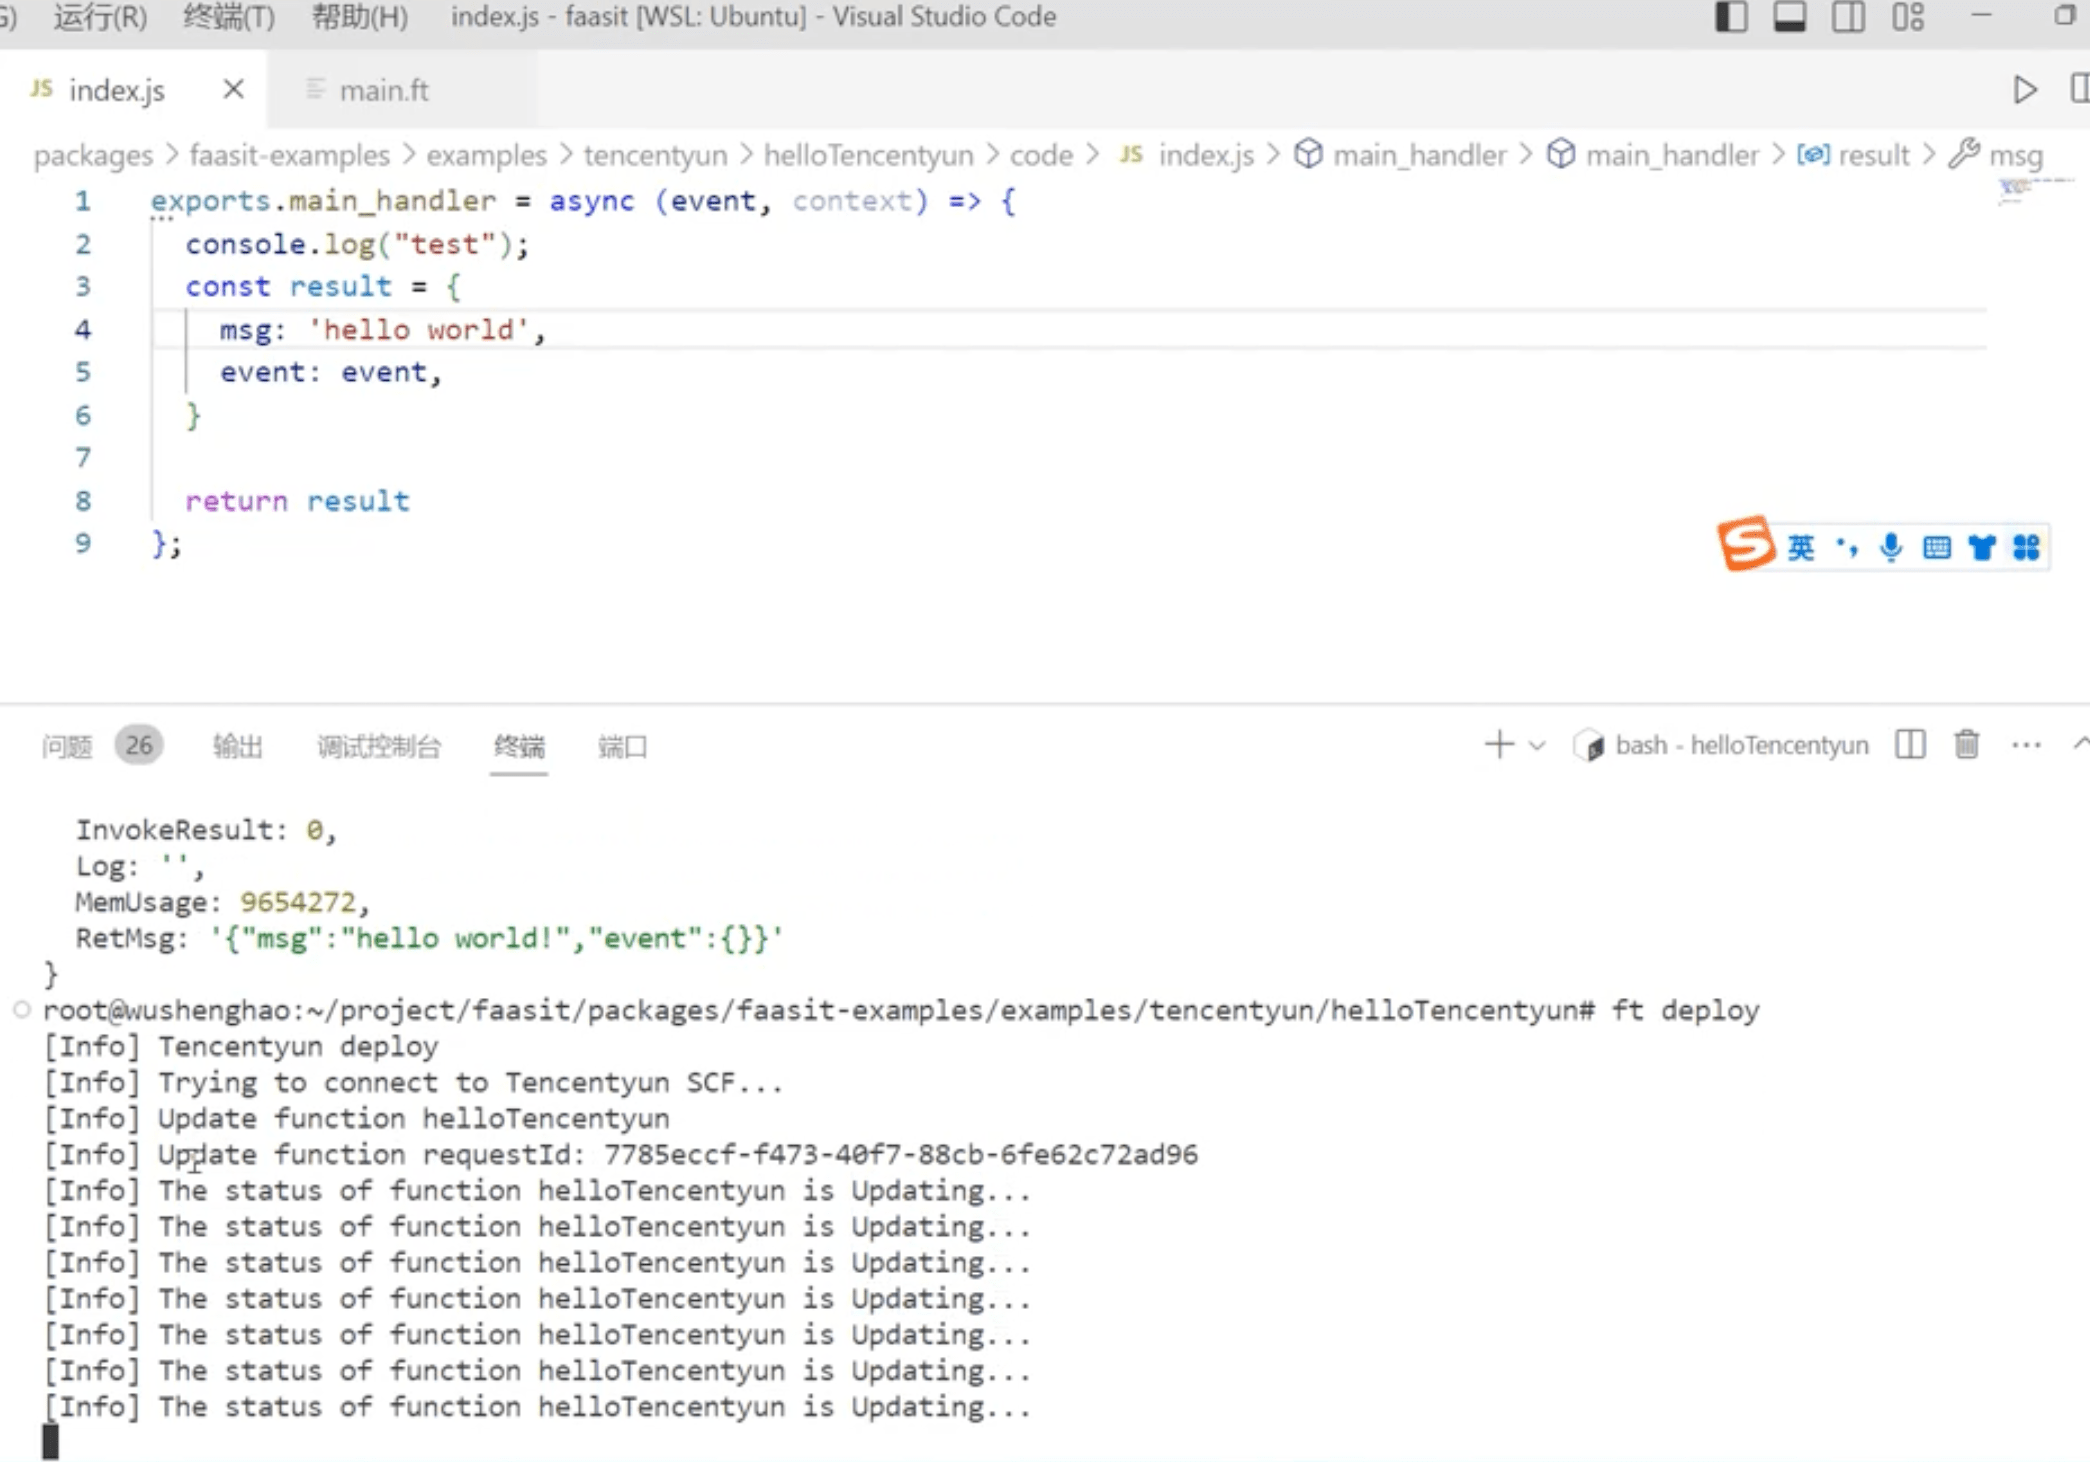 运行(R) 终端(T) 帮助(H) index.js - faasit [WSL: Ubuntu] - Visual Studio Code
JS index.js main.ft
packages > faasit-examples > examples > tencentyun > helloTencentyun > code > JS index.js > main_handler > main_handler > result > msg
1 exports.main_handler = async (event, context) => {
2 console.log("test");
3 const result = {
4 msg: 'hello world',
5 event: event,
6 }
7
8 return result
9 };
S 英
问题 26 输出 调试控制台 终端 端口 bash - helloTencentyun
InvokeResult: 0,
Log: '',
MemUsage: 9654272,
RetMsg: '{"msg":"hello world!","event":{}}'
}
root@wushenghao:~/project/faasit/packages/faasit-examples/examples/tencentyun/helloTencentyun# ft deploy
[Info] Tencentyun deploy
[Info] Trying to connect to Tencentyun SCF...
[Info] Update function helloTencentyun
[Info] Update function requestId: 7785eccf-f473-40f7-88cb-6fe62c72ad96
[Info] The status of function helloTencentyun is Updating...
[Info] The status of function helloTencentyun is Updating...
[Info] The status of function helloTencentyun is Updating...
[Info] The status of function helloTencentyun is Updating...
[Info] The status of function helloTencentyun is Updating...
[Info] The status of function helloTencentyun is Updating...
[Info] The status of function helloTencentyun is Updating...